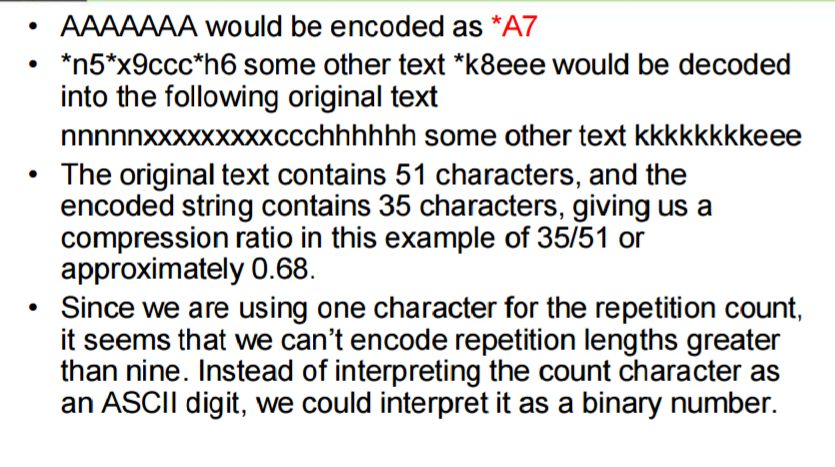 • AAAAAAA would be encoded as *A7
• *n5*x9ccc*h6 some other text *k8eee would be decoded
into the following original text
nnnnnxxxxxxxxxccchhhhhh some other text kkkkkkkkeee
• The original text contains 51 characters, and the
encoded string contains 35 characters, giving us a
compression ratio in this example of 35/51 or
approximately 0.68.
• Since we are using one character for the repetition count,
it seems that we can’t encode repetition lengths greater
than nine. Instead of interpreting the count character as
an ASCII digit, we could interpret it as a binary number.